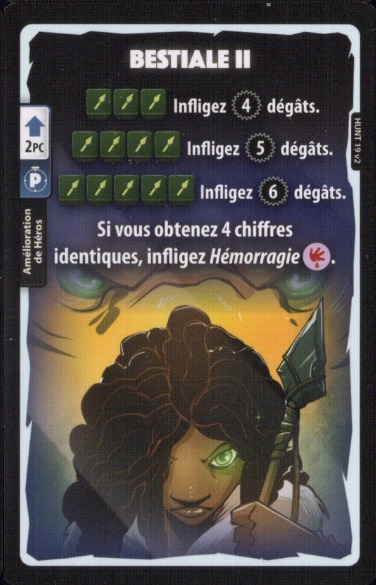 BESTIALE II
Infligez 4 dégâts.
Infligez 5 dégâts.
Infligez 6 dégâts.
Si vous obtenez 4 chiffres
identiques, infligez Hémorragie .
2PC
P
Amélioration
de Héros
HUNT 19 v2